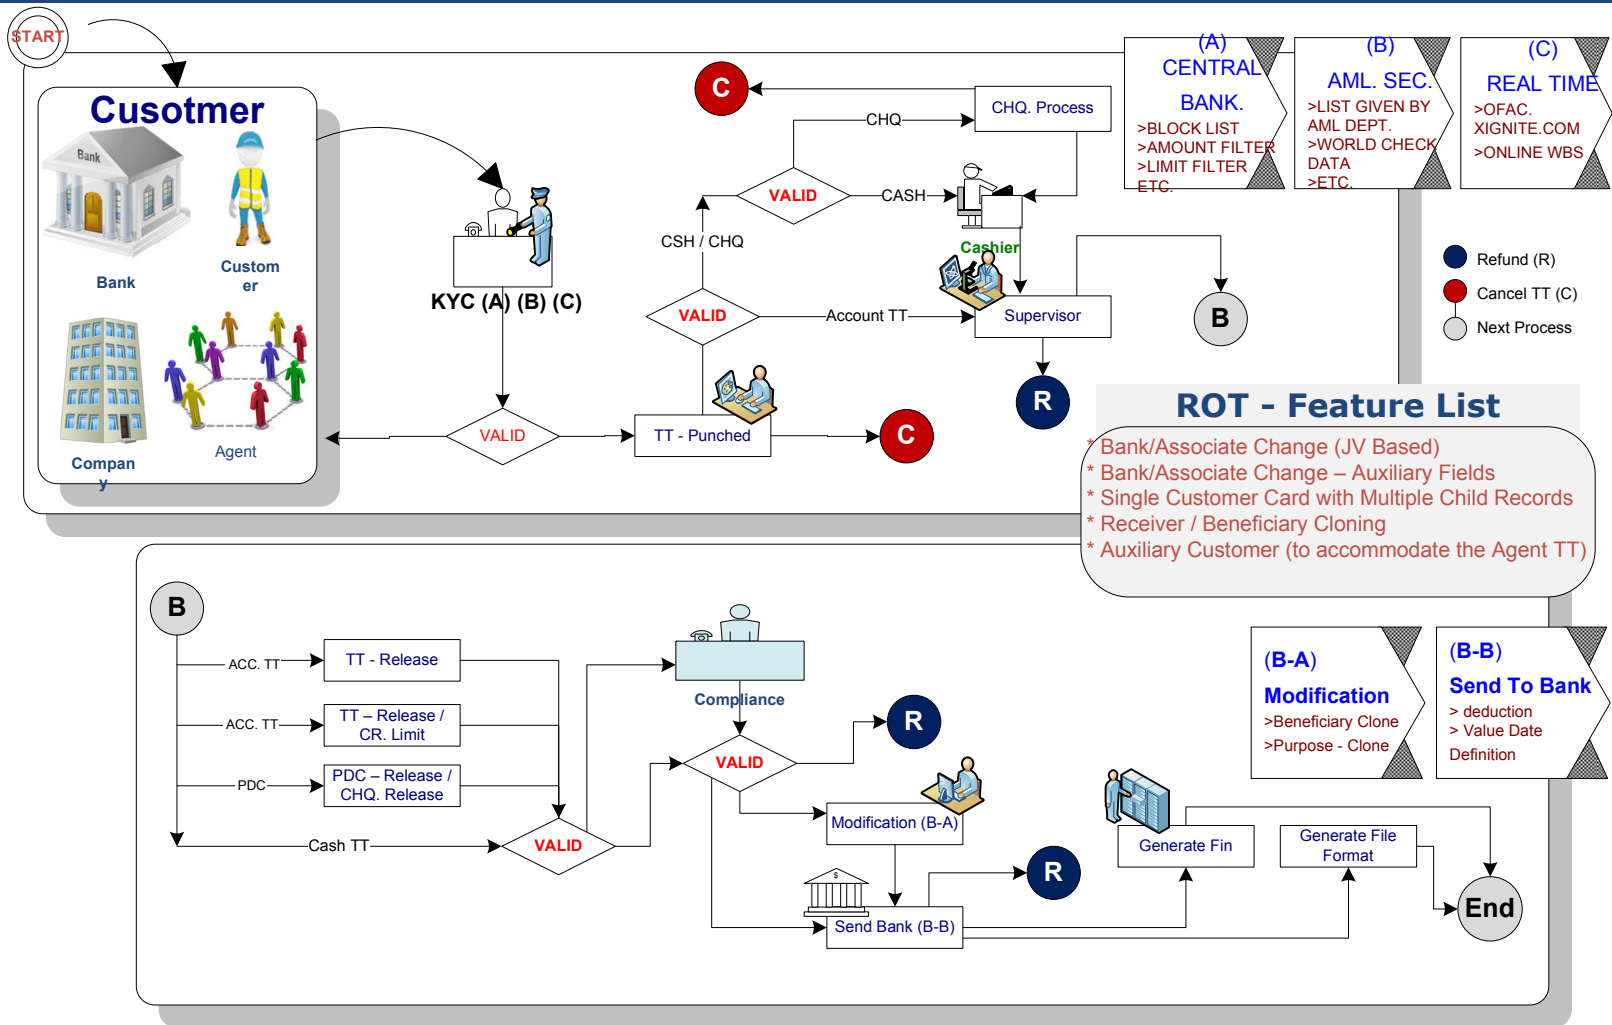 START
Cusotmer
Bank
Bank
Custom
er
Compan
y
Agent
KYC (A) (B) (C)
VALID
TT - Punched
C
VALID
CSH / CHQ
Account TT
VALID
CHQ
CASH
C
CHQ. Process
Cashier
Supervisor
R
B
(A)
CENTRAL
BANK.
>BLOCK LIST
>AMOUNT FILTER
>LIMIT FILTER
ETC.
(B)
AML. SEC.
>LIST GIVEN BY
AML DEPT.
>WORLD CHECK
DATA
>ETC.
(C)
REAL TIME
>OFAC.
XIGNITE.COM
>ONLINE WBS
Refund (R)
Cancel TT (C)
Next Process
ROT - Feature List
* Bank/Associate Change (JV Based)
* Bank/Associate Change – Auxiliary Fields
* Single Customer Card with Multiple Child Records
* Receiver / Beneficiary Cloning
* Auxiliary Customer (to accommodate the Agent TT)
B
ACC. TT
TT - Release
ACC. TT
TT – Release /
CR. Limit
PDC
PDC – Release /
CHQ. Release
Cash TT
VALID
Compliance
VALID
R
Modification (B-A)
R
$
Send Bank (B-B)
Generate Fin
Generate File
Format
End
(B-A)
Modification
>Beneficiary Clone
>Purpose - Clone
(B-B)
Send To Bank
> deduction
> Value Date
Definition